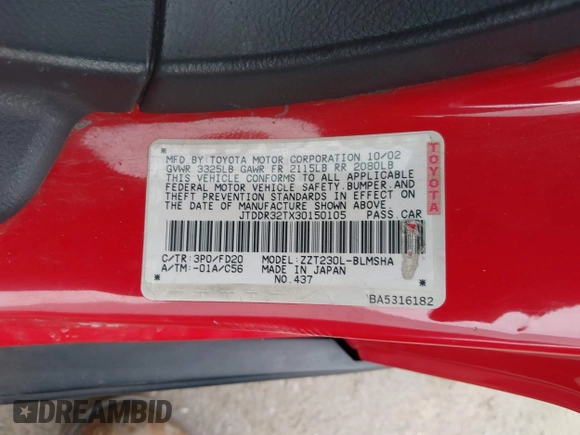 MFD BY TOYOTA MOTOR CORPORATION 10/02
GVWR 3325LB GAWR FR 2115LB RR 2080LB
THIS VEHICLE CONFORMS TO ALL APPLICABLE
FEDERAL MOTOR VEHICLE SAFETY, BUMPER, AND
THEFT PREVENTION STANDARDS IN EFFECT ON
THE DATE OF MANUFACTURE SHOWN ABOVE.
JTDDR32TX30150105 PASS.CAR
TOYOTA
C/TR:3P0/FD20 MODEL:ZZT230L-BLMSHA
A/TM:-01A/C56 MADE IN JAPAN
NO.437
BA5316182
DREAMBID